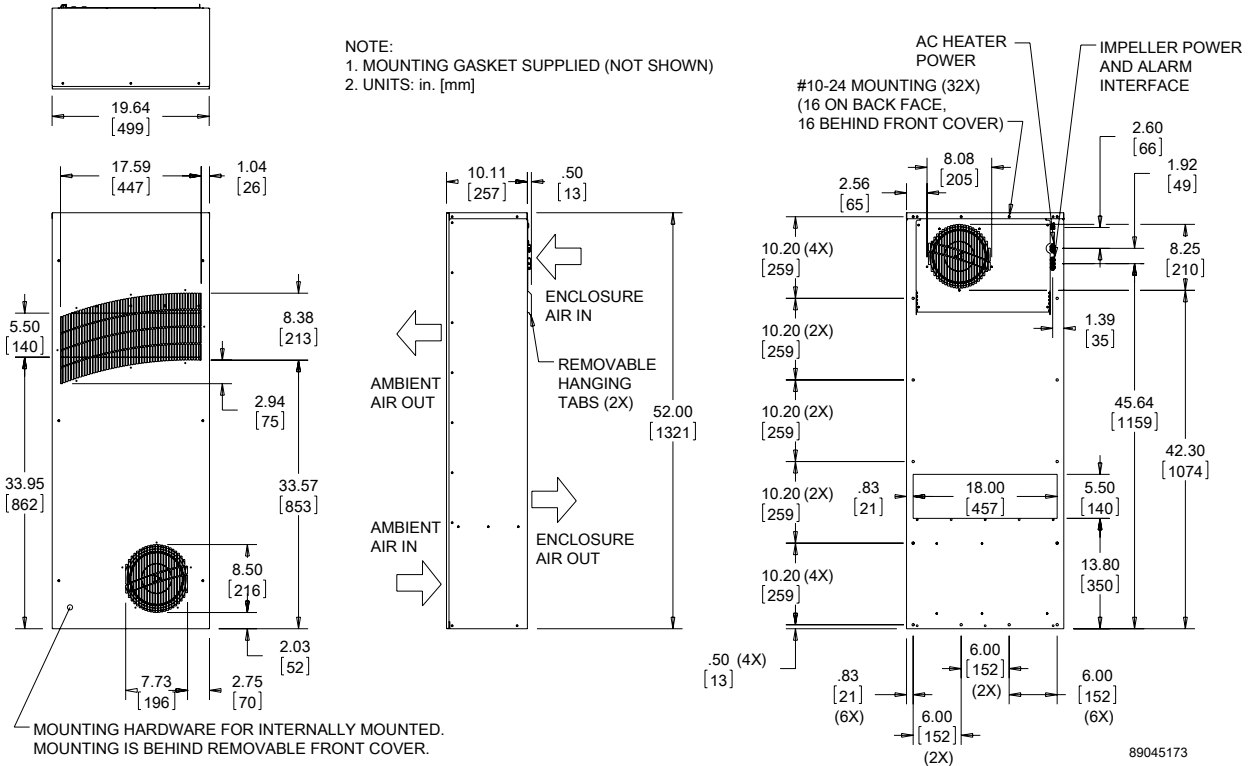 NOTE:
1. MOUNTING GASKET SUPPLIED (NOT SHOWN)
2. UNITS: in. [mm]
AC HEATER
POWER
IMPELLER POWER
AND ALARM
INTERFACE
#10-24 MOUNTING (32X)
(16 ON BACK FACE,
16 BEHIND FRONT COVER)
19.64
[499]
17.59
[447]
1.04
[26]
5.50
[140]
8.38
[213]
2.94
[75]
33.95
[862]
33.57
[853]
8.50
[216]
2.03
[52]
7.73
[196]
2.75
[70]
MOUNTING HARDWARE FOR INTERNALLY MOUNTED.
MOUNTING IS BEHIND REMOVABLE FRONT COVER.
10.11
[257]
.50
[13]
ENCLOSURE
AIR IN
AMBIENT
AIR OUT
REMOVABLE
HANGING
TABS (2X)
52.00
[1321]
AMBIENT
AIR IN
ENCLOSURE
AIR OUT
2.56
[65]
8.08
[205]
2.60
[66]
1.92
[49]
10.20 (4X)
[259]
8.25
[210]
10.20 (2X)
[259]
1.39
[35]
10.20 (2X)
[259]
45.64
[1159]
42.30
[1074]
10.20 (2X)
[259]
.83
[21]
18.00
[457]
5.50
[140]
10.20 (4X)
[259]
13.80
[350]
.50 (4X)
[13]
.83
[21]
(6X)
6.00
[152]
(2X)
6.00
[152]
(2X)
6.00
[152]
(6X)
89045173